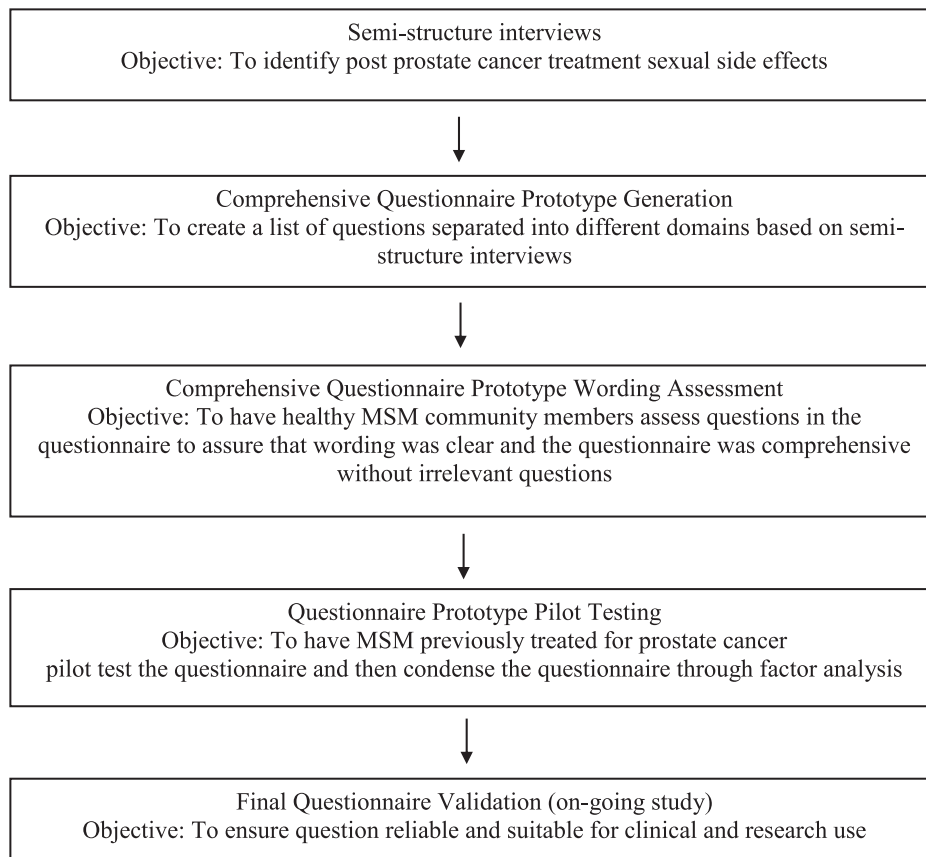 Semi-structure interviews
Objective: To identify post prostate cancer treatment sexual side effects
Comprehensive Questionnaire Prototype Generation
Objective: To create a list of questions separated into different domains based on semi-
structure interviews
Comprehensive Questionnaire Prototype Wording Assessment
Objective: To have healthy MSM community members assess questions in the
questionnaire to assure that wording was clear and the questionnaire was comprehensive
without irrelevant questions
Questionnaire Prototype Pilot Testing
Objective: To have MSM previously treated for prostate cancer
pilot test the questionnaire and then condense the questionnaire through factor analysis
Final Questionnaire Validation (on-going study)
Objective: To ensure question reliable and suitable for clinical and research use